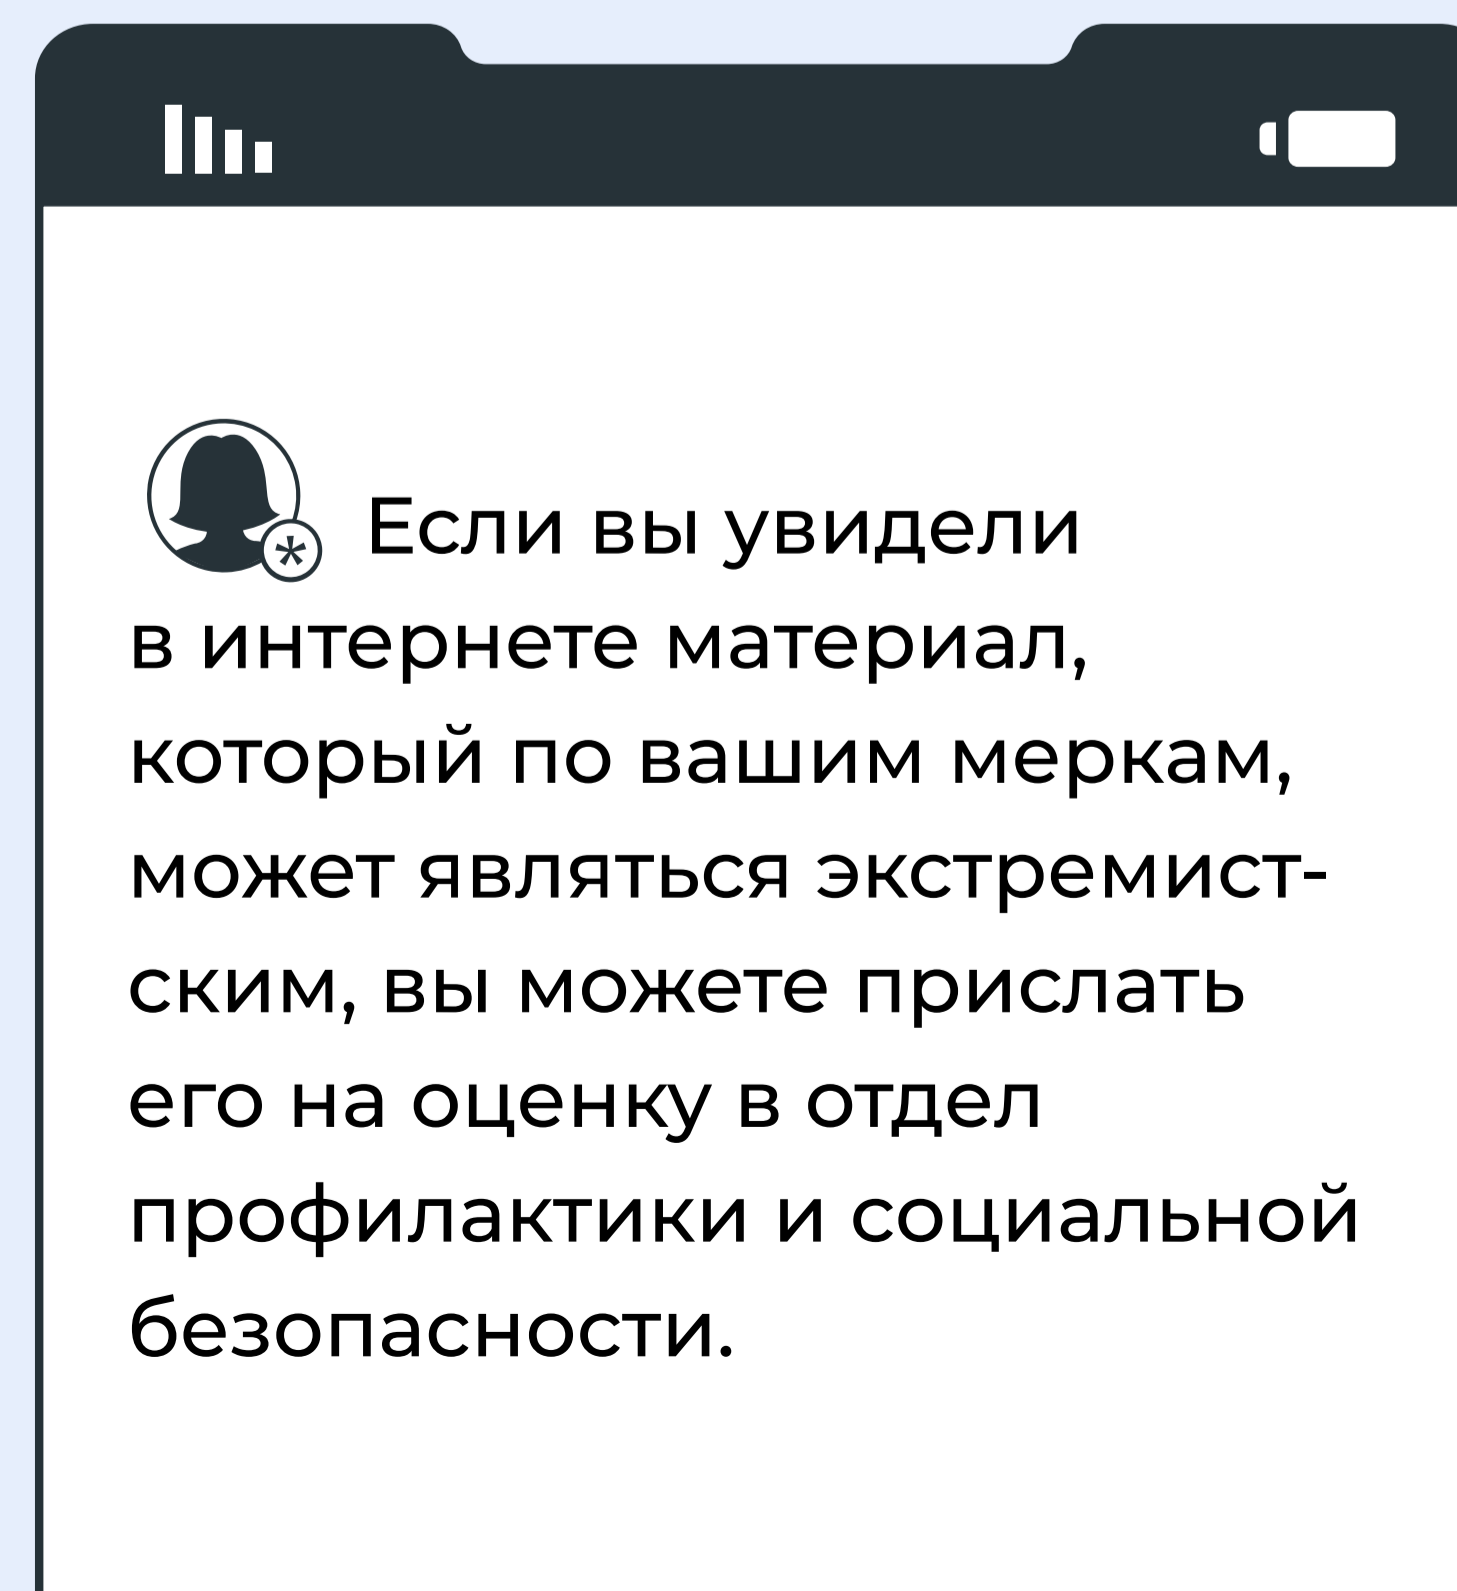 Если вы увидели
в интернете материал,
который по вашим меркам,
может являться экстремист-
ским, вы можете прислать
его на оценку в отдел
профилактики и социальной
безопасности.